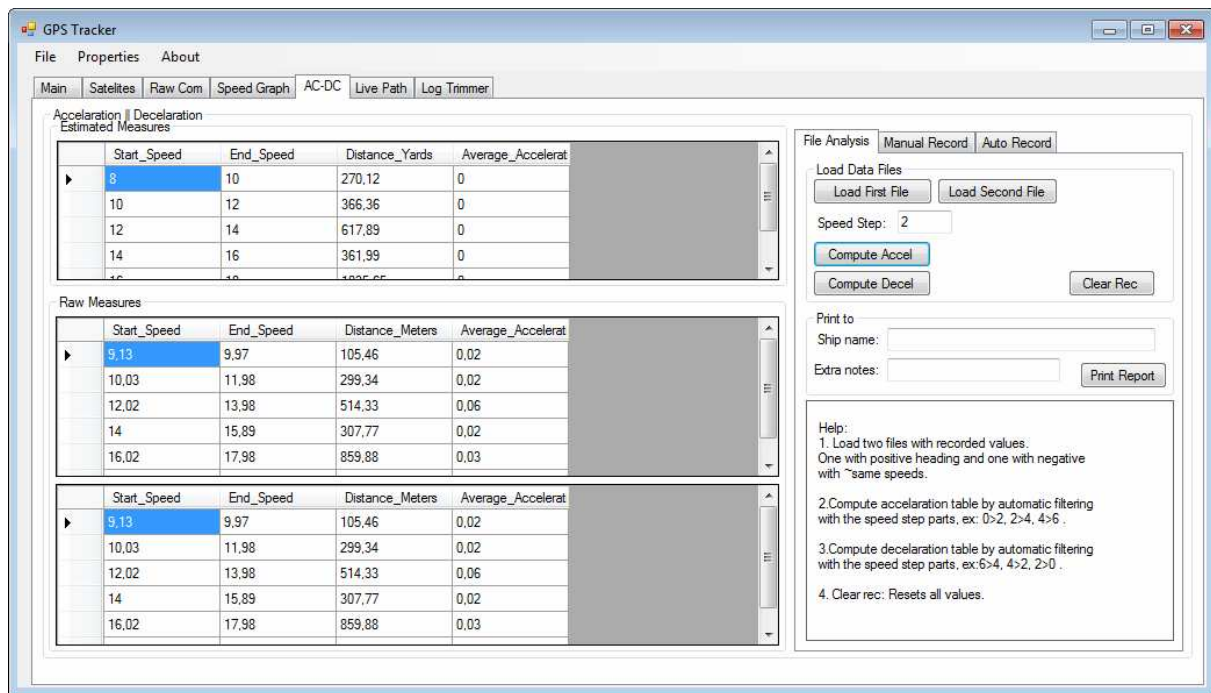 GPS Tracker
File Properties About
Main Satelites Raw Com Speed Graph AC-DC Live Path Log Trimmer
Accelaration || Decelaration
Estimated Measures
Start_Speed End_Speed Distance_Yards Average_Accelerat
8 10 270,12 0
10 12 366,36 0
12 14 617,89 0
14 16 361,99 0
Raw Measures
Start_Speed End_Speed Distance_Meters Average_Accelerat
9,13 9,97 105,46 0,02
10,03 11,98 299,34 0,02
12,02 13,98 514,33 0,06
14 15,89 307,77 0,02
16,02 17,98 859,88 0,03
Start_Speed End_Speed Distance_Meters Average_Accelerat
9,13 9,97 105,46 0,02
10,03 11,98 299,34 0,02
12,02 13,98 514,33 0,06
14 15,89 307,77 0,02
16,02 17,98 859,88 0,03
File Analysis Manual Record Auto Record
Load Data Files
Load First File Load Second File
Speed Step: 2
Compute Accel
Compute Decel Clear Rec
Print to
Ship name:
Extra notes: Print Report
Help:
1. Load two files with recorded values.
One with positive heading and one with negative
with ~same speeds.
2.Compute accelaration table by automatic filtering
with the speed step parts, ex: 0>2, 2>4, 4>6 .
3.Compute decelaration table by automatic filtering
with the speed step parts, ex:6>4, 4>2, 2>0 .
4. Clear rec: Resets all values.